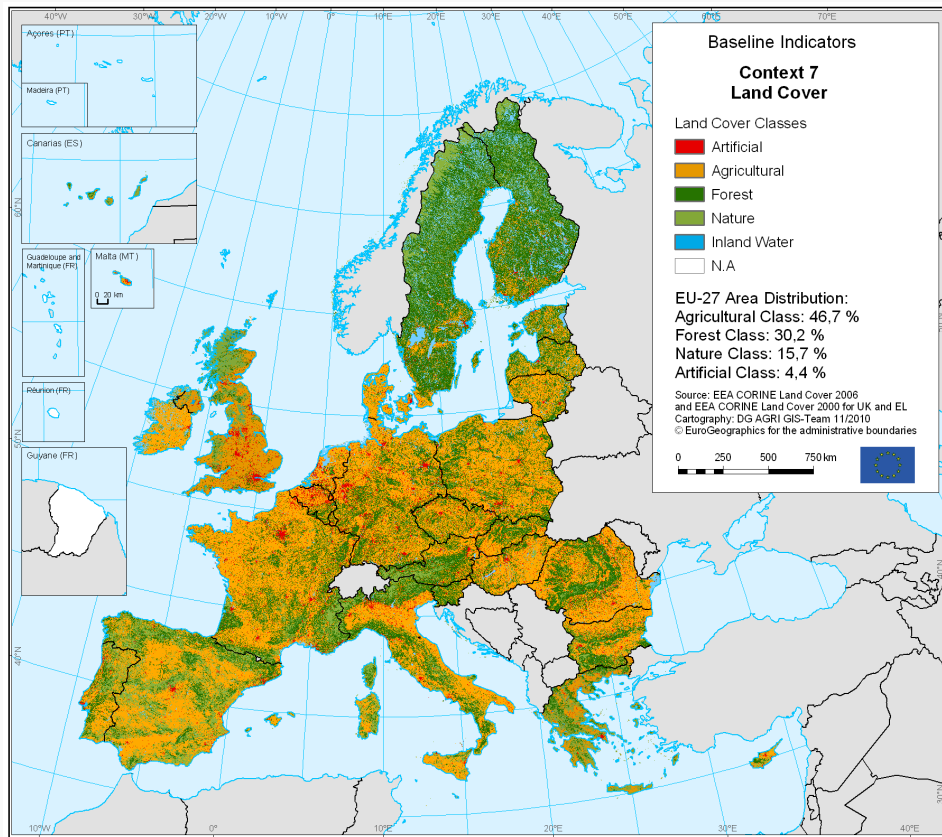 40°W
30°W
20°W
10°W
0°
10°E
20°E
30°E
40°E
50°E
60°E
70°E
Açores (PT)
Madeira (PT)
Canarias (ES)
Guadeloupe and
Martinique (FR)
Malta (MT)
0 20 km
Réunion (FR)
Guyane (FR)
Baseline Indicators
Context 7
Land Cover
Land Cover Classes
Artificial
Agricultural
Forest
Nature
Inland Water
N.A
EU-27 Area Distribution:
Agricultural Class: 46,7 %
Forest Class: 30,2 %
Nature Class: 15,7 %
Artificial Class: 4,4 %
Source: EEA CORINE Land Cover 2006
and EEA CORINE Land Cover 2000 for UK and EL
Cartography: DG AGRI GIS-Team 11/2010
© EuroGeographics for the administrative boundaries
0 250 500 750 km
60°N
50°N
40°N
30°N
10°W
0°
10°E
20°E
30°E
40°E